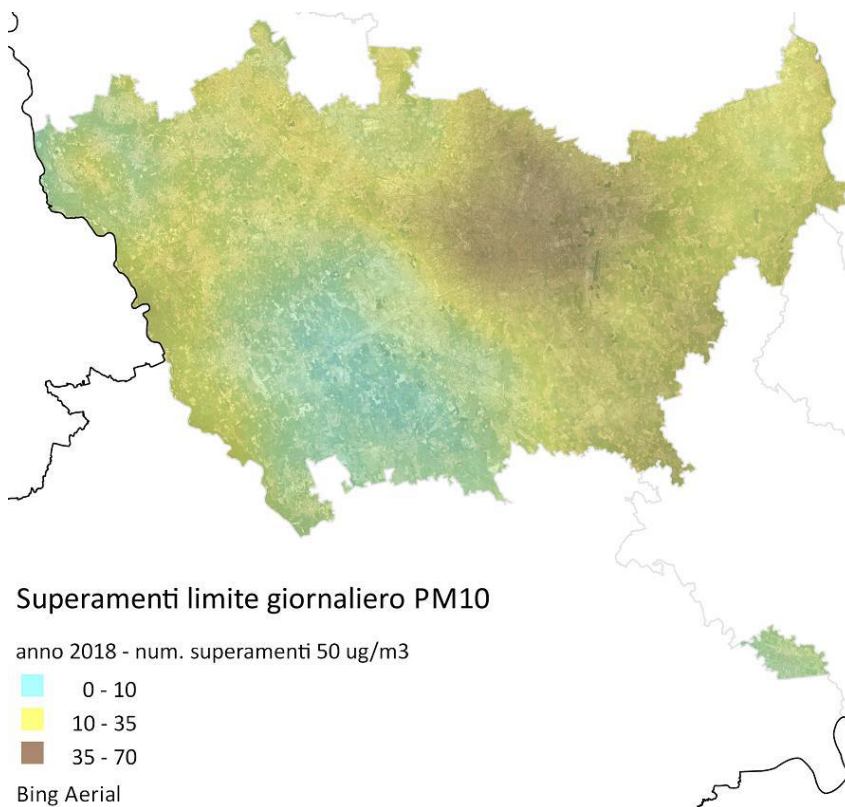 Superamenti limite giornaliero PM10
anno 2018 - num. superamenti 50 ug/m3
0 - 10
10 - 35
35 - 70
Bing Aerial